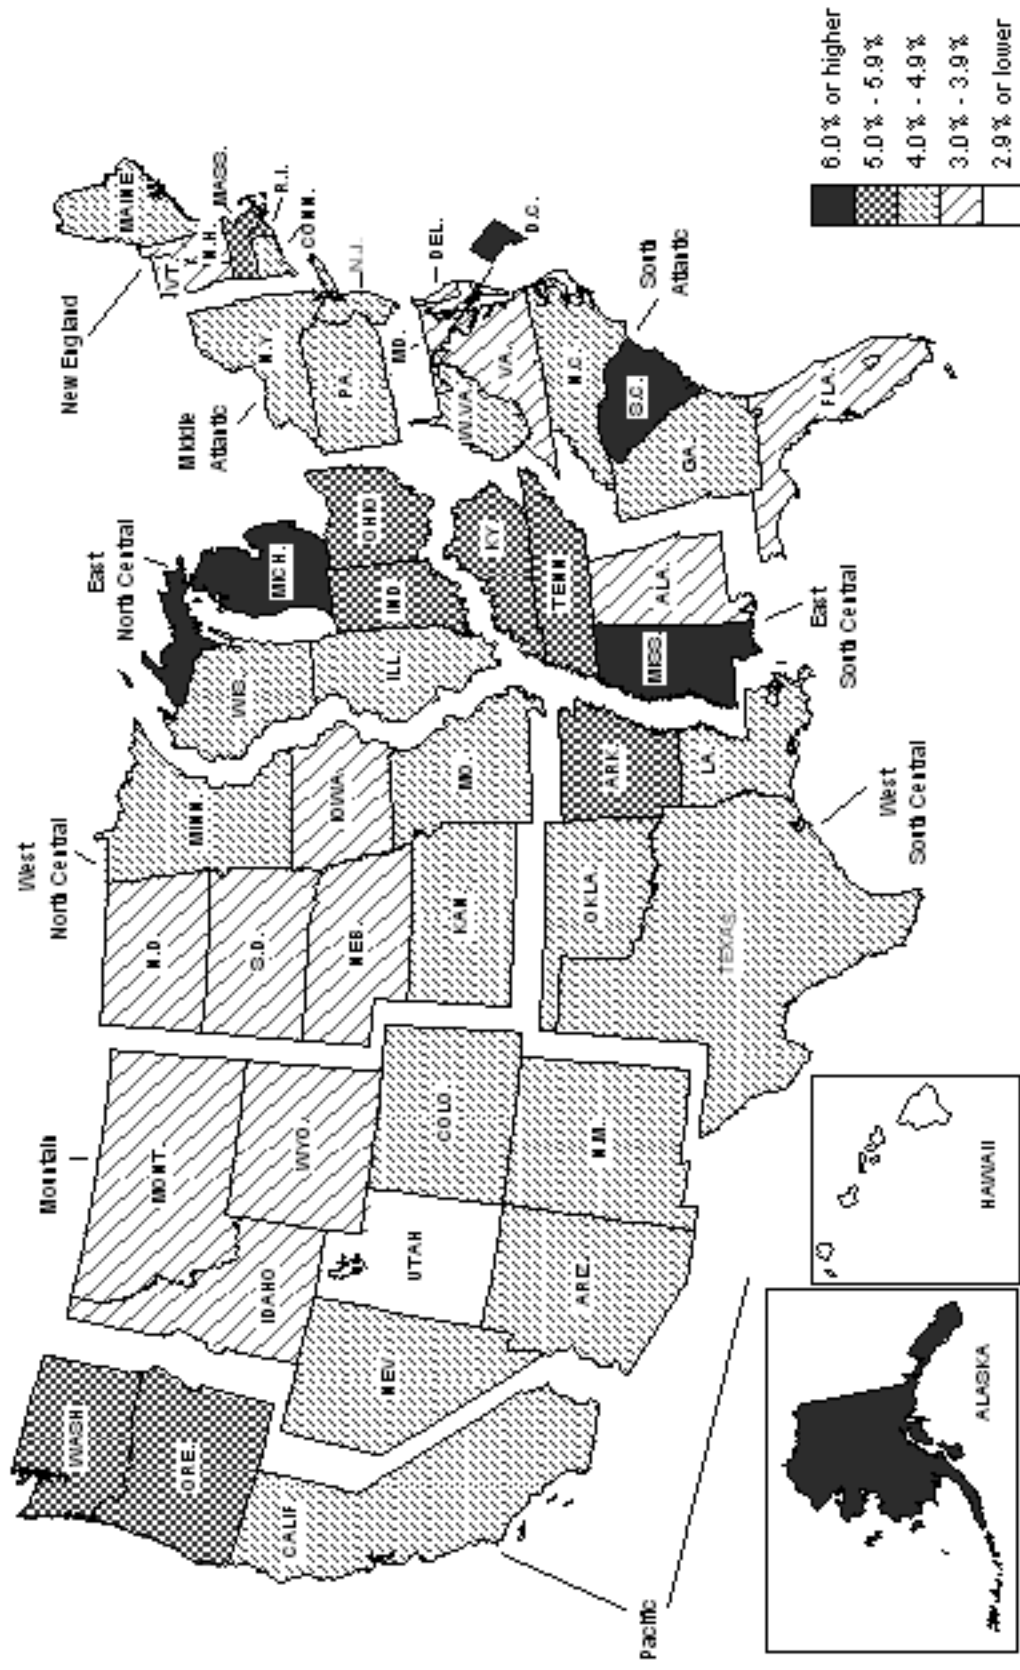 Mountain
West
North Central
East
North Central
Middle
Atlantic
New England
WASH
ORE.
CALIF
NEV.
IDAHO
MONT.
WYO.
UTAH
COLO.
ARIZ.
N.M.
N.D.
S.D.
NEB.
KAN
MINN
IOWA.
MO.
OKLA.
TEXAS.
ARK.
LA.
WIS.
ILL.
MICH.
IND
OHIO
KY.
TENN
MISS.
ALA.
N.Y
PA.
N.J.
MAINE
VT.
N.H.
MASS.
R.I.
CONN.
DEL.
MD.
D.C.
W.VA.
VA.
N.C
S.C.
GA.
FLA.
Pacific
ALASKA
HAWAII
West
South Central
East
South Central
South
Atlantic
6.0% or higher
5.0% - 5.9%
4.0% - 4.9%
3.0% - 3.9%
2.9% or lower